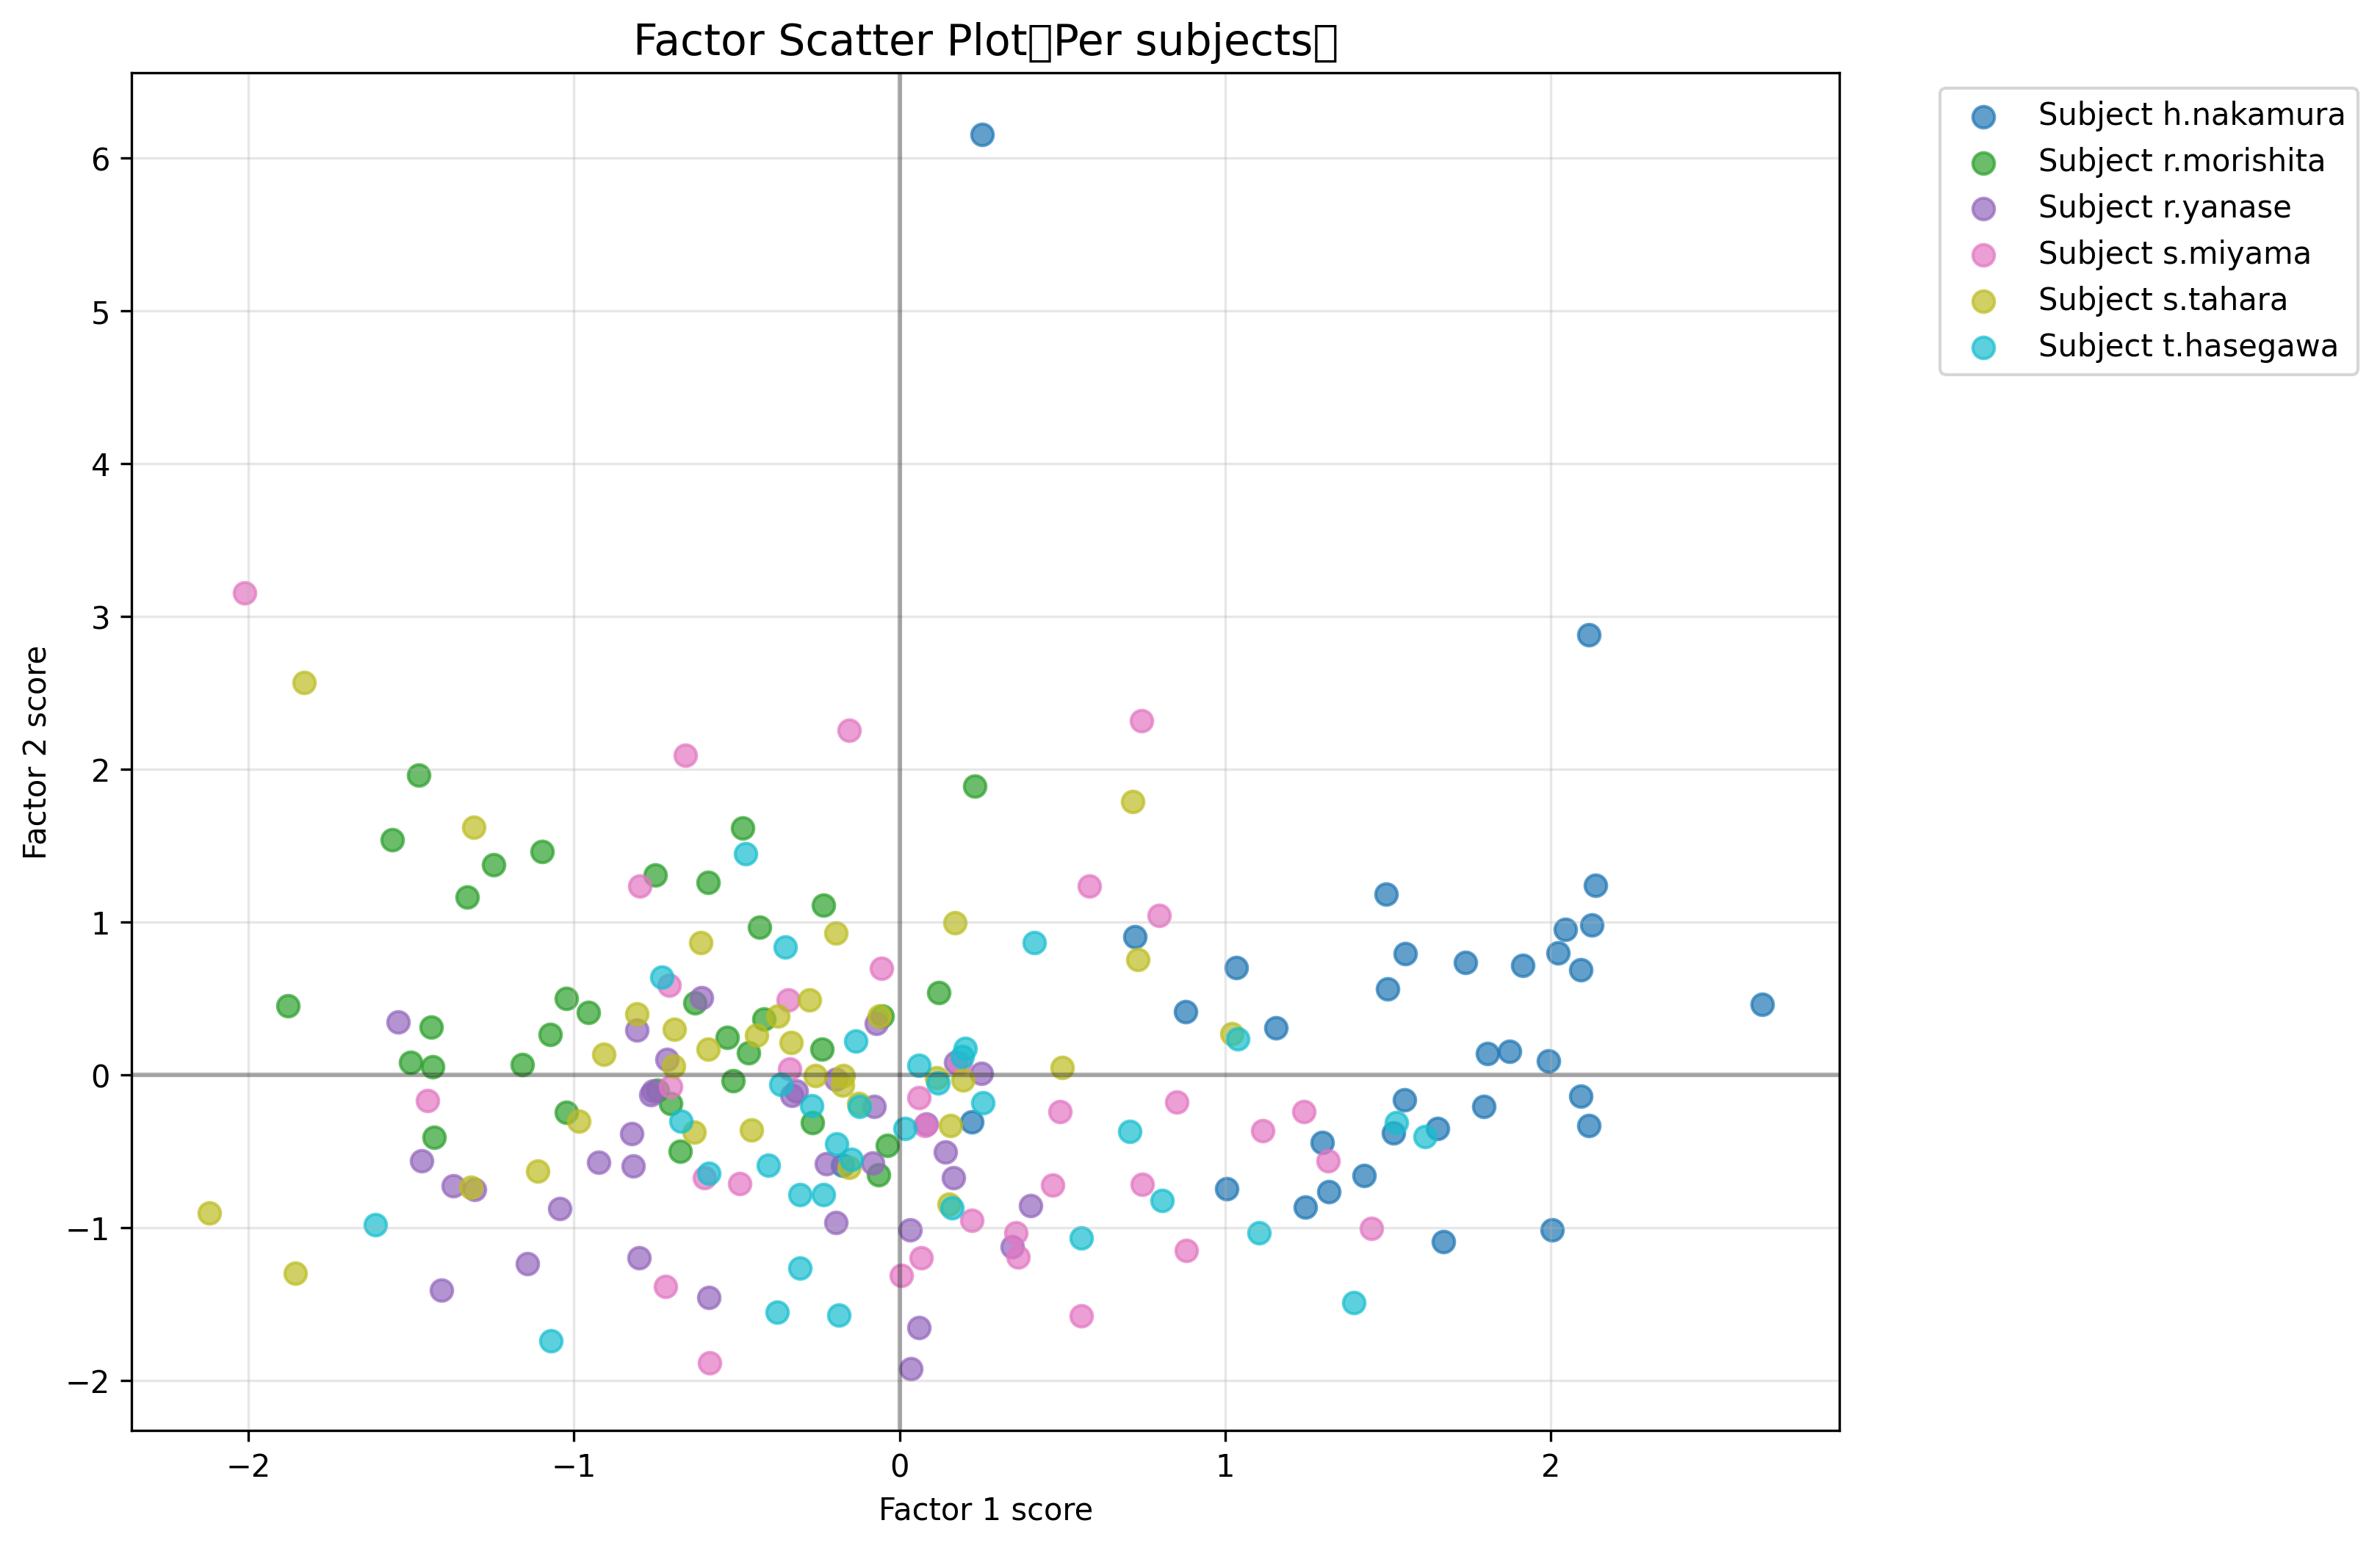 Factor Scatter Plot▯Per subjects▯
Subject h.nakamura
Subject r.morishita
Subject r.yanase
Subject s.miyama
Subject s.tahara
Subject t.hasegawa
Factor 2 score
6
5
4
3
2
1
0
−1
−2
−2
−1
0
1
2
Factor 1 score